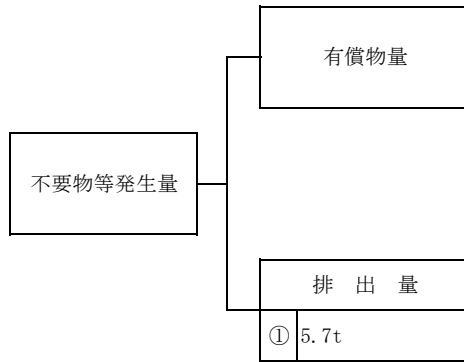 有償物量
不要物等発生量
排 出 量
① 5.7t